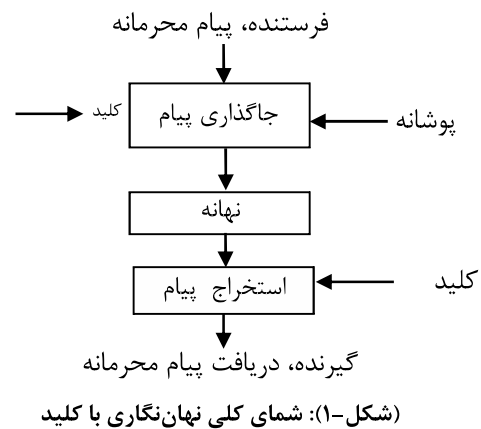 فرستنده، پیام محرمانه
جاگذاری پیام
کلید
پوشانه
نهانه
استخراج پیام
کلید
گیرنده، دریافت پیام محرمانه
(شکل-۱): شمای کلی نهان‌نگاری با کلید